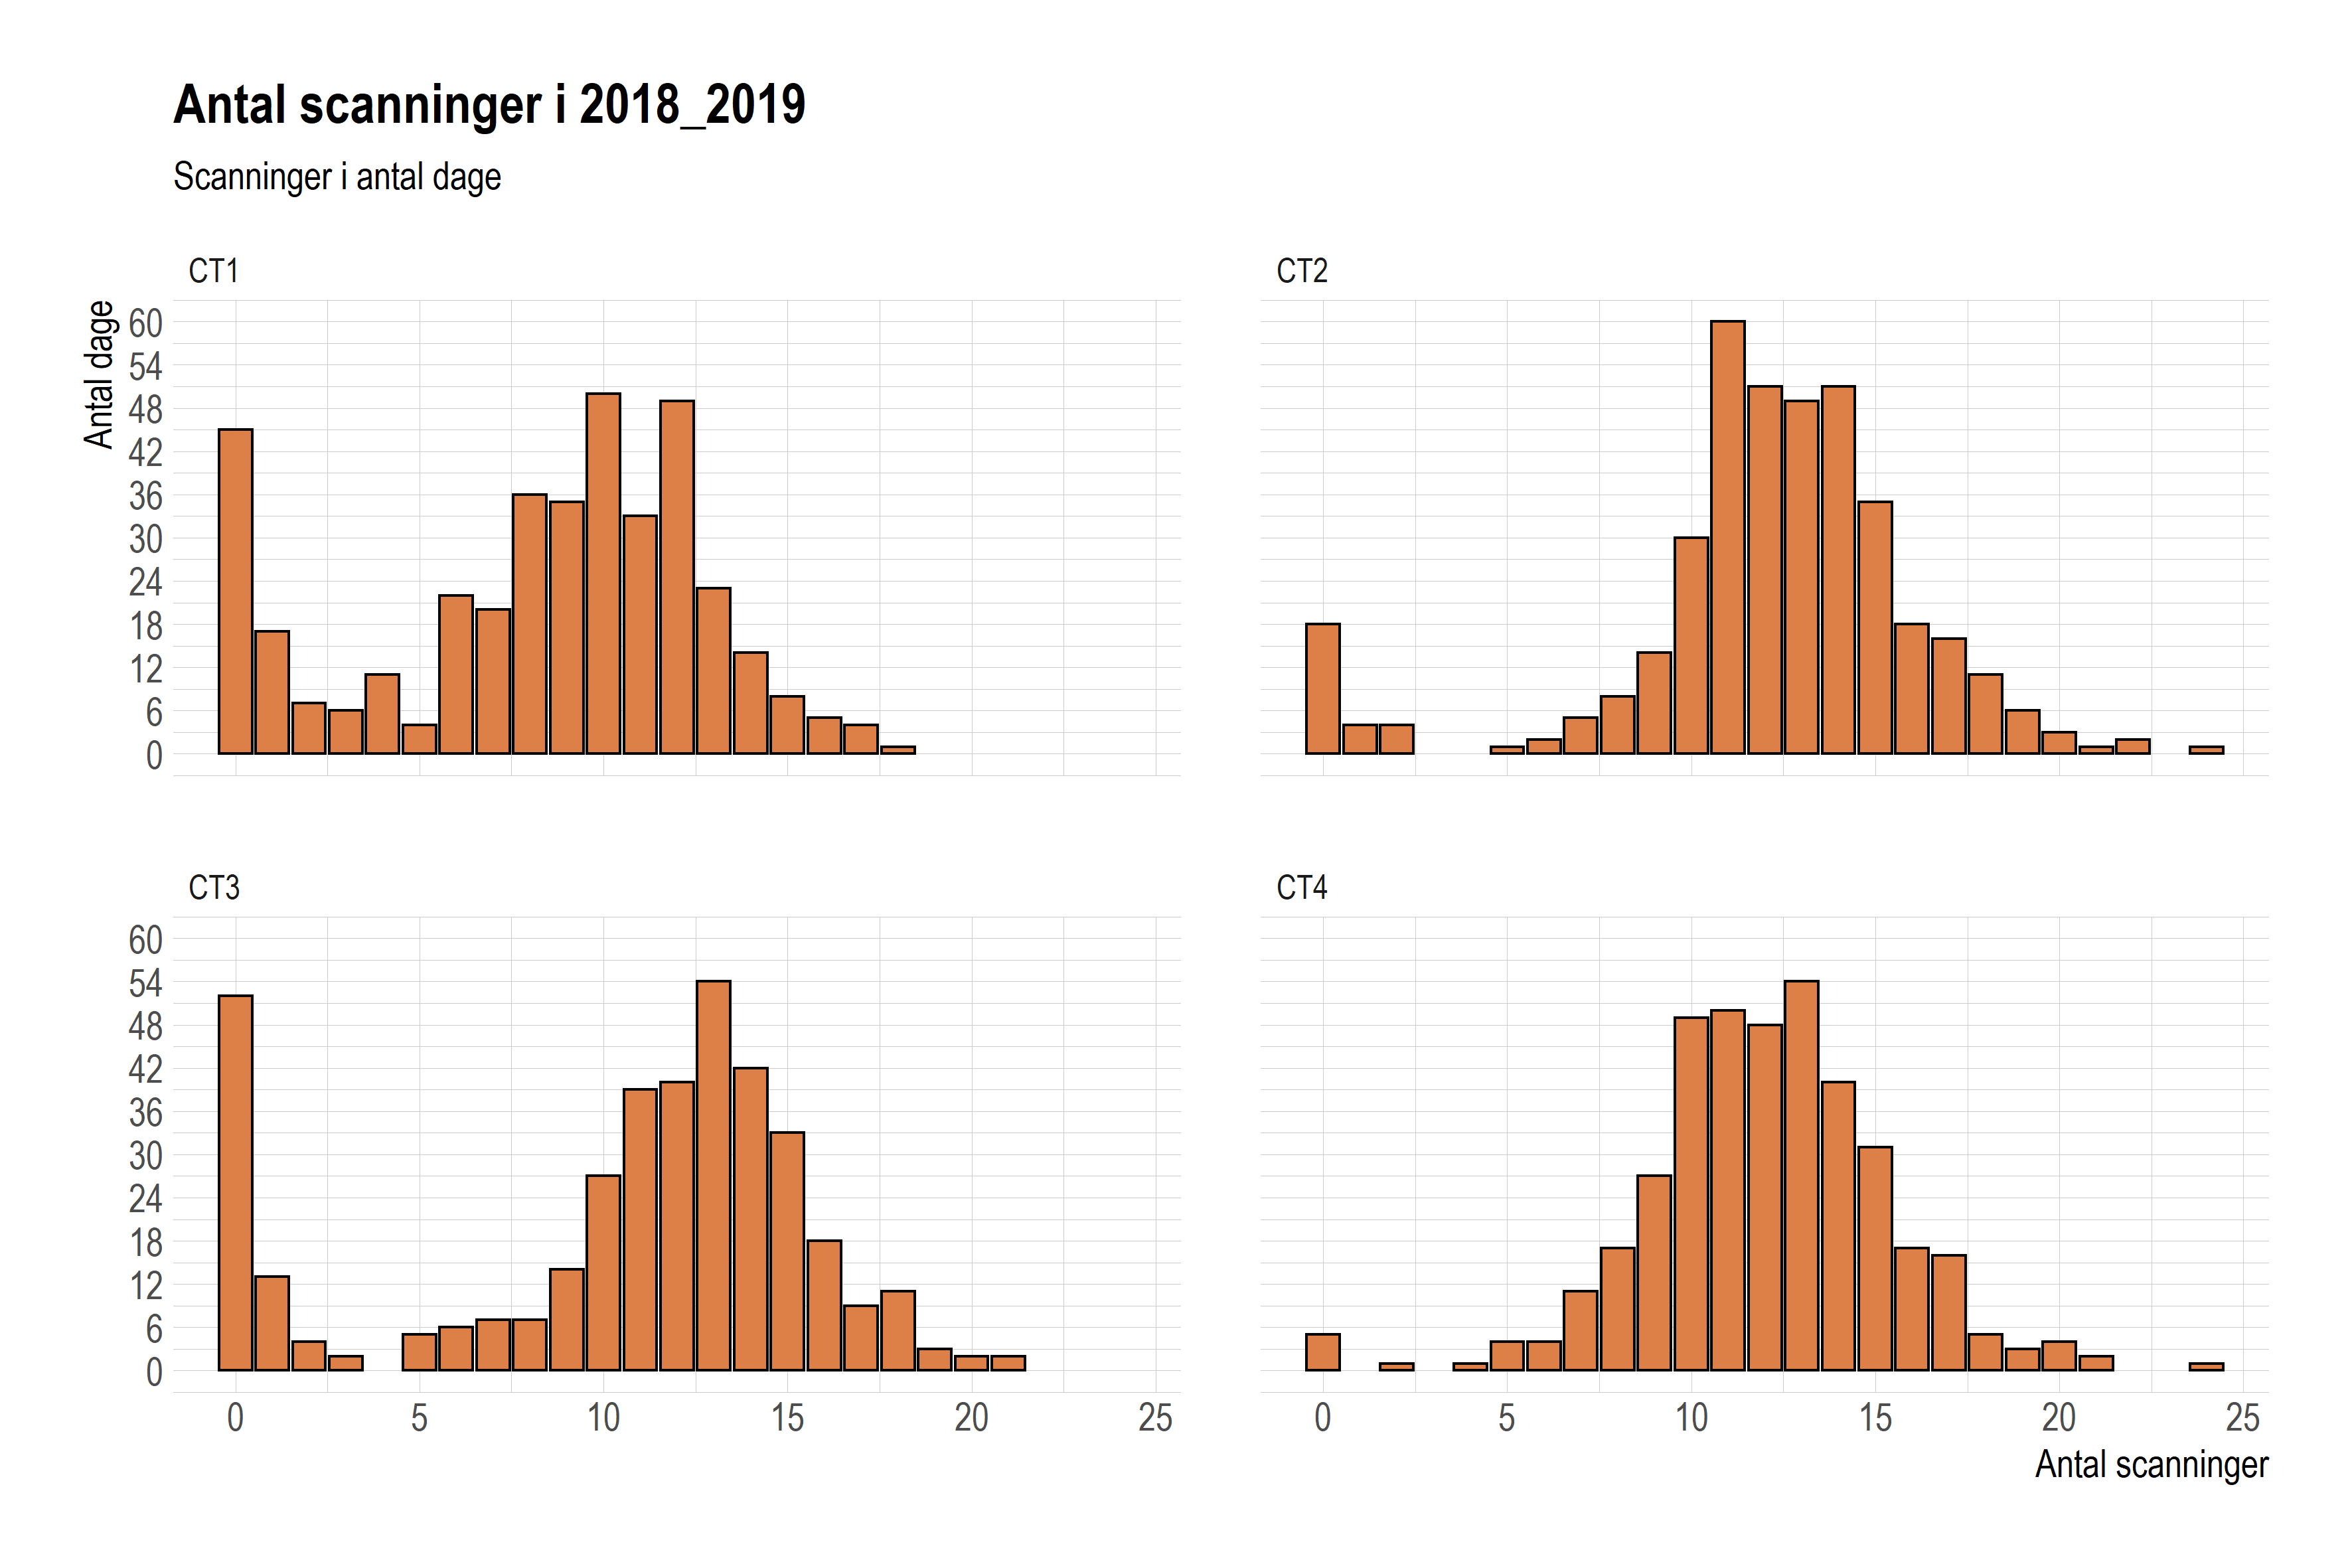 Antal scanninger i 2018_2019
Scanninger i antal dage
CT1
CT2
Antal dage
60
54
48
42
36
30
24
18
12
6
0
CT3
CT4
60
54
48
42
36
30
24
18
12
6
0
0 5 10 15 20 25
0 5 10 15 20 25
Antal scanninger